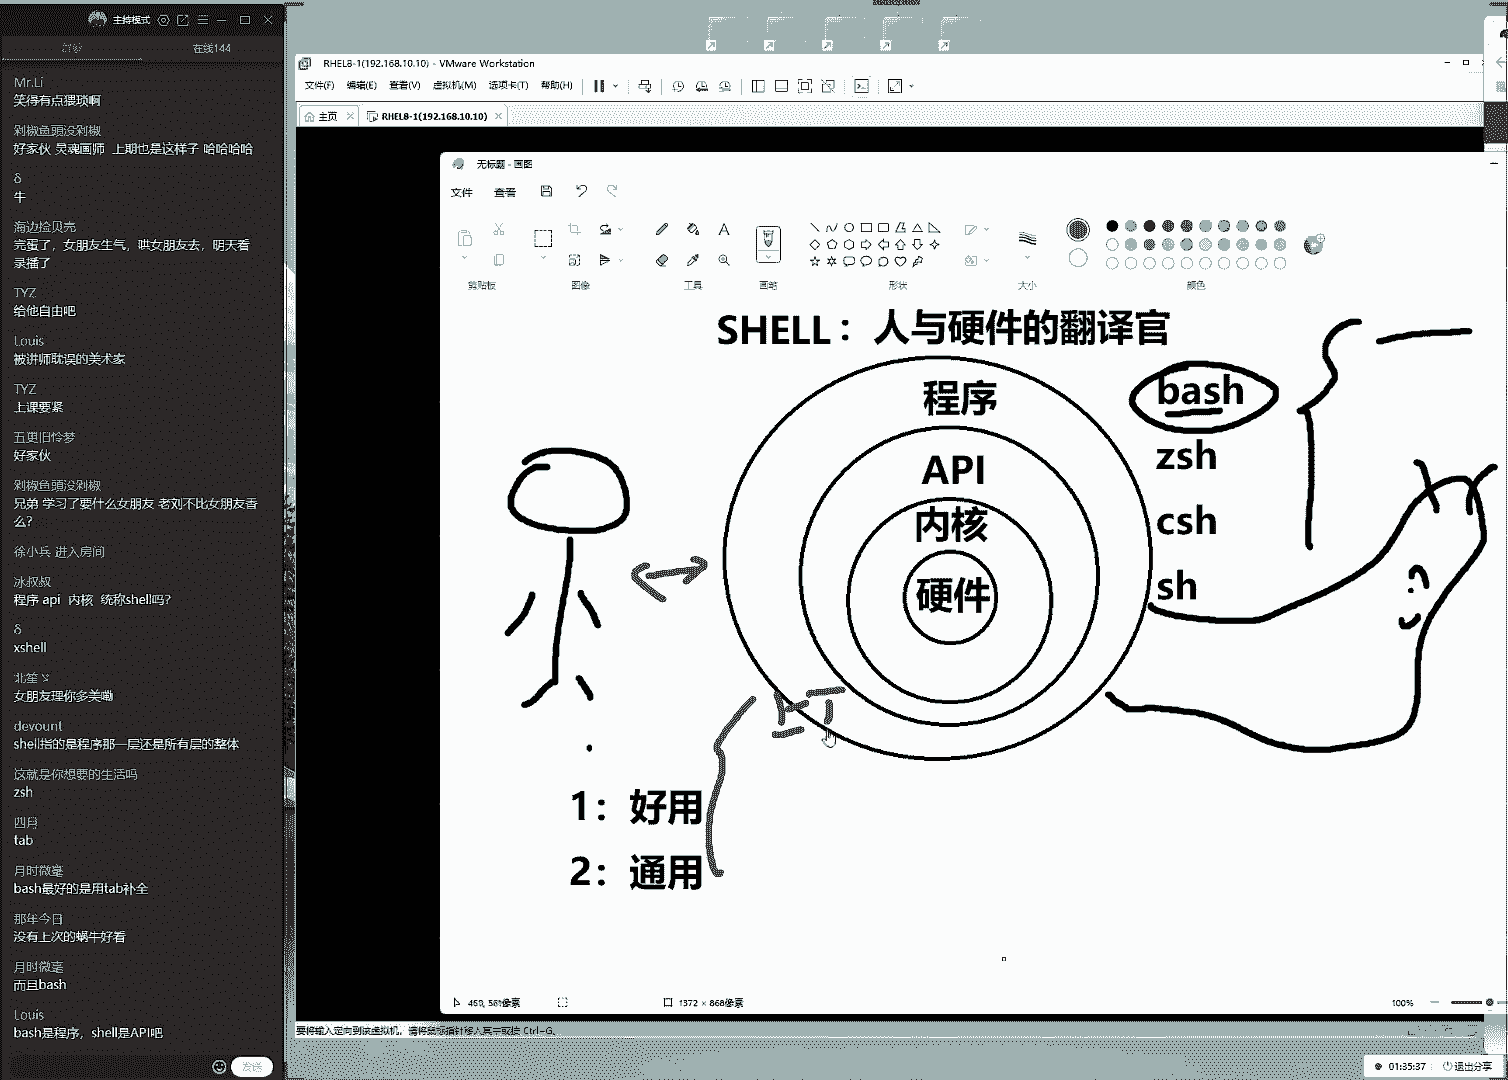 主持模式
在线144
Mr.Li
笑得有点猥琐啊
剁椒鱼頭没剁椒
好家伙 灵魂画师 上期也是这样子 哈哈哈哈
δ
牛
海边捡贝壳
完蛋了，女朋友生气，哄女朋友去，明天看
录播了
TYZ
给他自由吧
Louis
被讲师耽误的美术家
TYZ
上课要紧
五更旧怜梦
好家伙
剁椒鱼頭没剁椒
兄弟 学习了要什么女朋友 老刘不比女朋友香
么?
徐小兵 进入房间
冰叔叔
程序 api 内核 统称shell吗?
δ
xshell
女朋友理你多美嘞
devount
shell指的是程序那一层还是所有层的整体
这就是你想要的生活吗
zsh
四月
tab
月时微毫
bash最好的是用tab补全
那年今日
没有上次的蜗牛好看
月时微毫
而且bash
Louis
bash是程序，shell是API吧
发送
RHEL8-1(192.168.10.10) - VMware Workstation
文件(F) 编辑(E) 查看(V) 虚拟机(M) 选项卡(T) 帮助(H)
主页
RHEL8-1(192.168.10.10)
无标题 - 画图
文件 查看
剪贴板 图像 工具 画笔 形状 大小 颜色
SHELL：人与硬件的翻译官
程序
API
内核
硬件
bash
zsh
csh
sh
1：好用
2：通用
1372 × 868像素
100%
要将输入定向到该虚拟机，请将鼠标指针移入其中或按 Ctrl+G。
01:35:37
退出分享